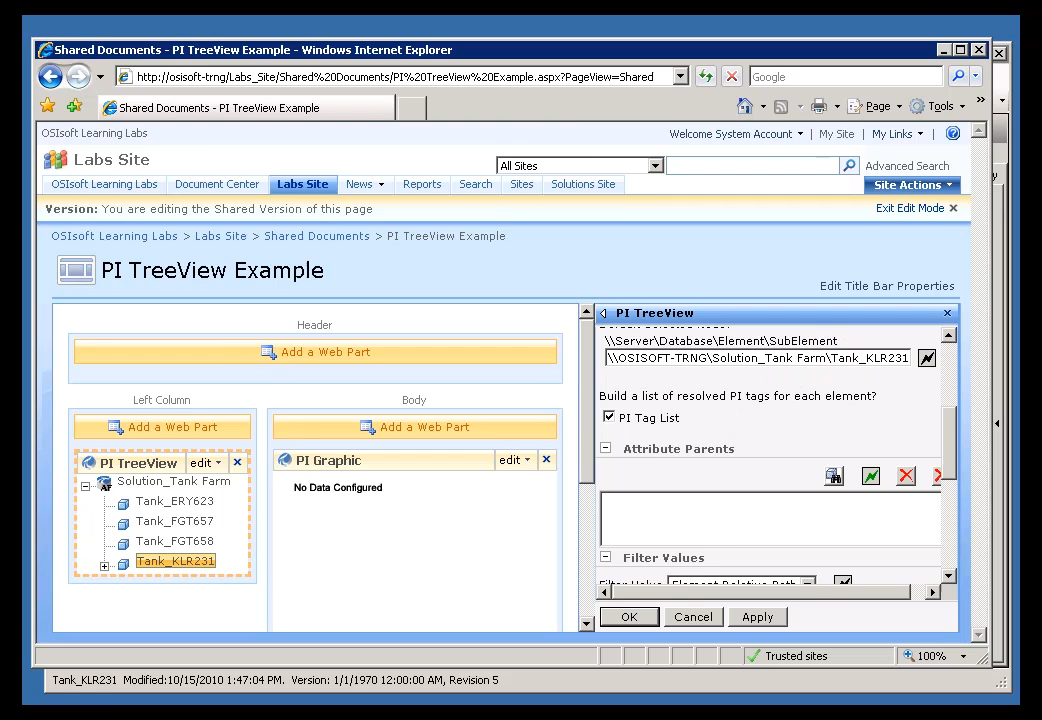 Shared Documents - PI TreeView Example - Windows Internet Explorer
http://osisoft-trng/Labs_Site/Shared%20Documents/PI%20TreeView%20Example.aspx?PageView=Shared
Google
Shared Documents - PI TreeView Example
Page
Tools
»
OSIsoft Learning Labs
Welcome System Account
My Site
My Links
Labs Site
All Sites
Advanced Search
OSIsoft Learning Labs
Document Center
Labs Site
News
Reports
Search
Sites
Solutions Site
Site Actions
Version: You are editing the Shared Version of this page
Exit Edit Mode
OSIsoft Learning Labs > Labs Site > Shared Documents > PI TreeView Example
PI TreeView Example
Edit Title Bar Properties
Header
Add a Web Part
Left Column
Add a Web Part
PI TreeView
edit
AF
Solution_Tank Farm
Tank_ERY623
Tank_FGT657
Tank_FGT658
Tank_KLR231
Body
Add a Web Part
PI Graphic
edit
No Data Configured
PI TreeView
\\Server\Database\Element\SubElement
\\OSISOFT-TRNG\Solution_Tank Farm\Tank_KLR231
Build a list of resolved PI tags for each element?
PI Tag List
Attribute Parents
Filter Values
Filter Value
Element Relative Path
OK
Cancel
Apply
Trusted sites
100%
Tank_KLR231 Modified:10/15/2010 1:47:04 PM. Version: 1/1/1970 12:00:00 AM, Revision 5